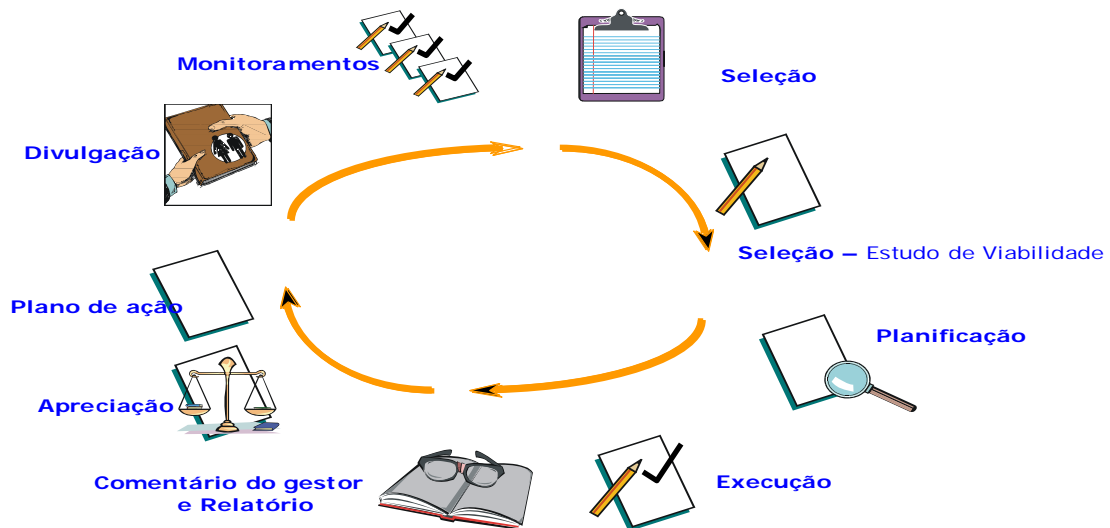 Monitoramentos
Seleção
Divulgação
Seleção – Estudo de Viabilidade
Plano de ação
Planificação
Apreciação
Comentário do gestor
e Relatório
Execução